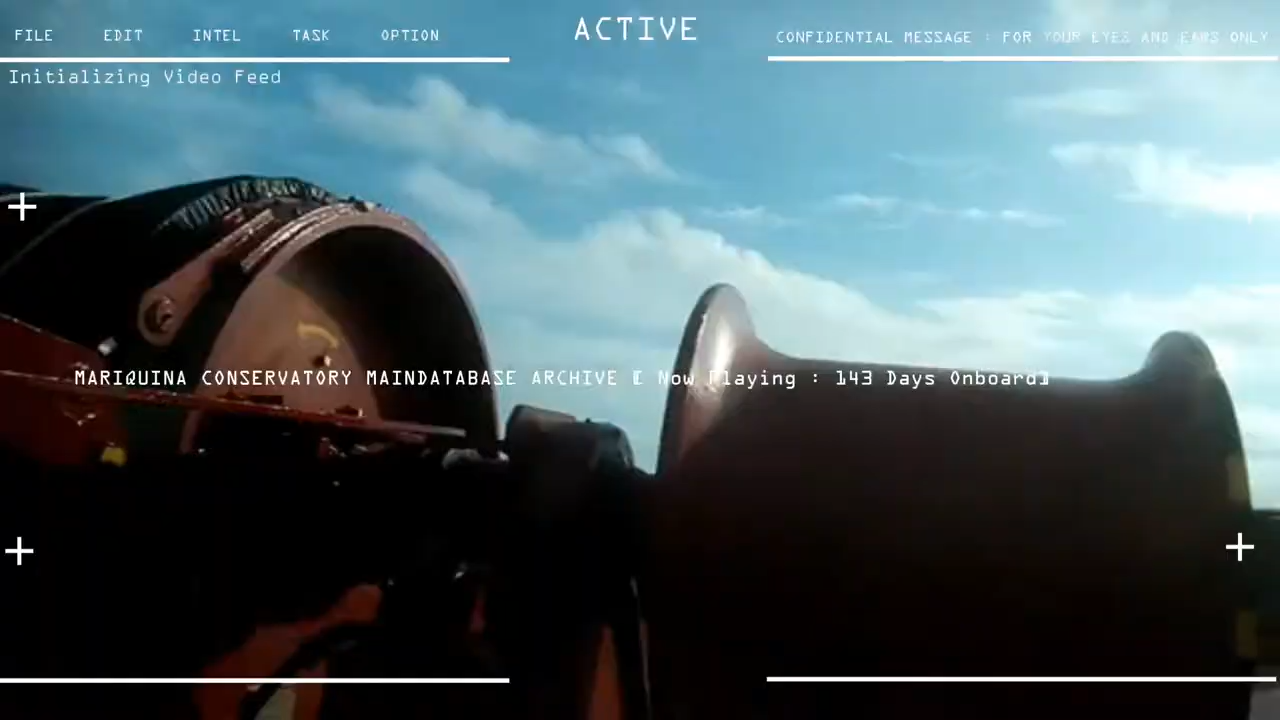 FILE EDIT INTEL TASK OPTION
ACTIVE
CONFIDENTIAL MESSAGE : FOR YOUR EYES AND EARS ONLY
Initializing Video Feed
MARIQUINA CONSERVATORY MAINDATABASE ARCHIVE [ Now Playing : 143 Days Onboard]